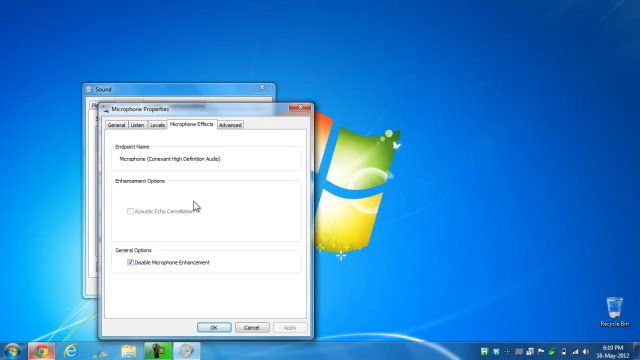 Sound
Microphone Properties
General Listen Levels Microphone Effects Advanced
Endpoint Name
Microphone (Conexant High Definition Audio)
Enhancement Options
Acoustic Echo Cancellation
General Options
Disable Microphone Enhancement
OK Cancel Apply
Recycle Bin
6:10 PM
16-May-2012